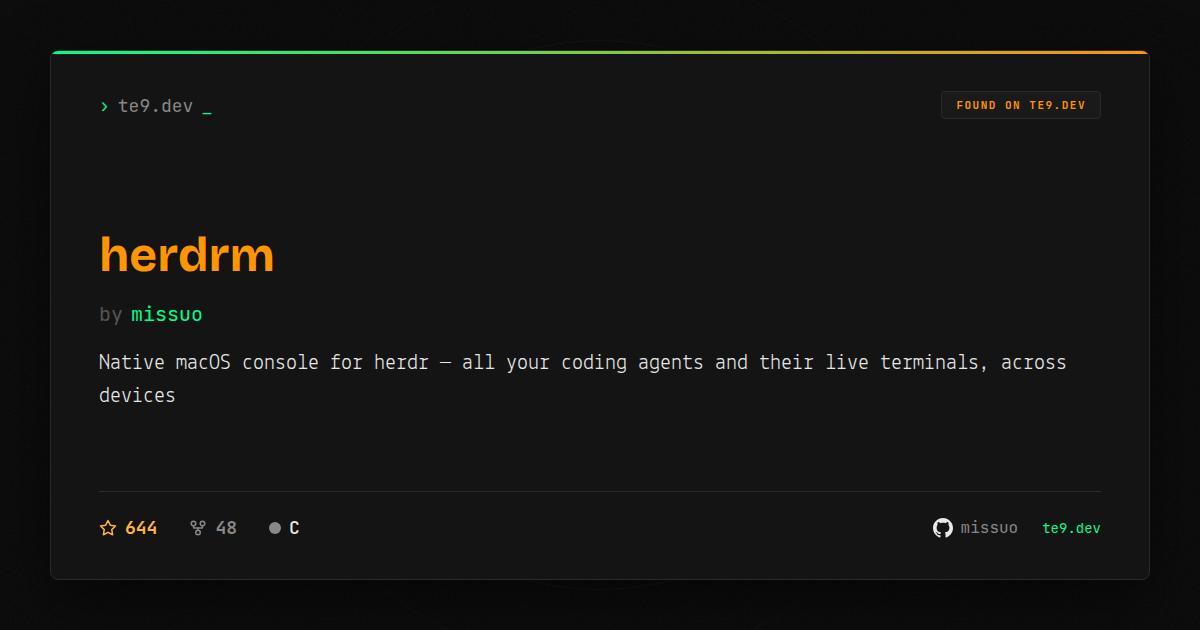 › te9.dev _
FOUND ON TE9.DEV
herdrm
by missuo
Native macOS console for herdr — all your coding agents and their live terminals, across
devices
644 48 C
missuo te9.dev